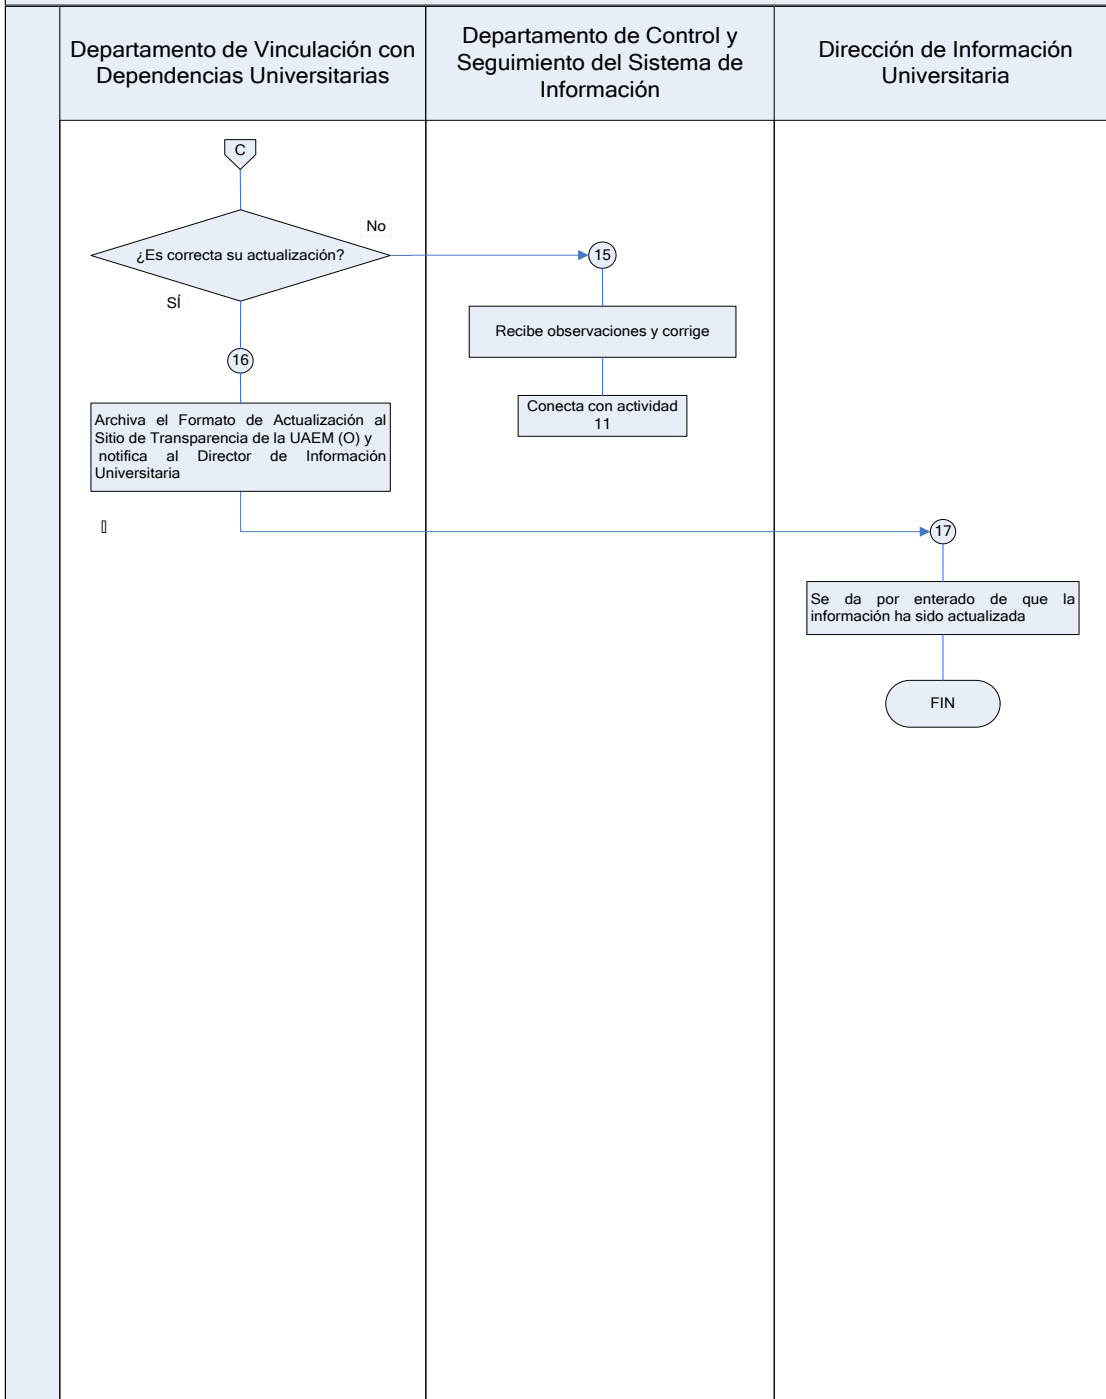 Departamento de Vinculación con
Dependencias Universitarias
Departamento de Control y
Seguimiento del Sistema de
Información
Dirección de Información
Universitaria
C
¿Es correcta su actualización?
No
SÍ
15
Recibe observaciones y corrige
Conecta con actividad
11
16
Archiva el Formato de Actualización al
Sitio de Transparencia de la UAEM (O) y
notifica al Director de Información
Universitaria
17
Se da por enterado de que la
información ha sido actualizada
FIN